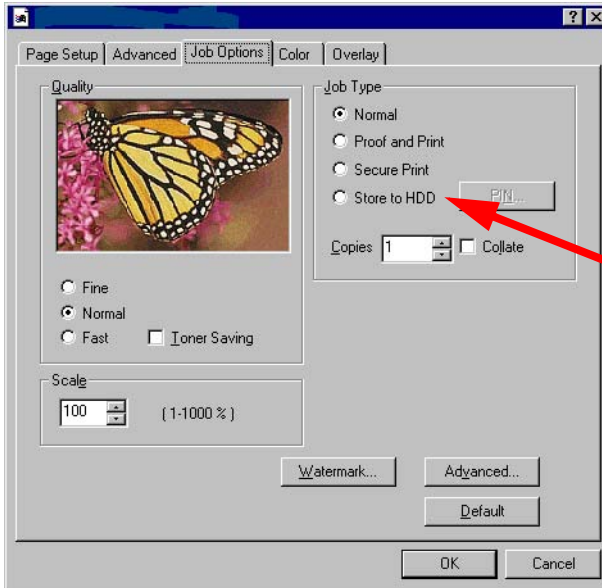 Page Setup Advanced Job Options Color Overlay
Quality
Fine
Normal
Fast Toner Saving
Scale
100 (1-1000 %)
Job Type
Normal
Proof and Print
Secure Print
Store to HDD PIN...
Copies 1 Collate
Watermark... Advanced...
Default
OK Cancel